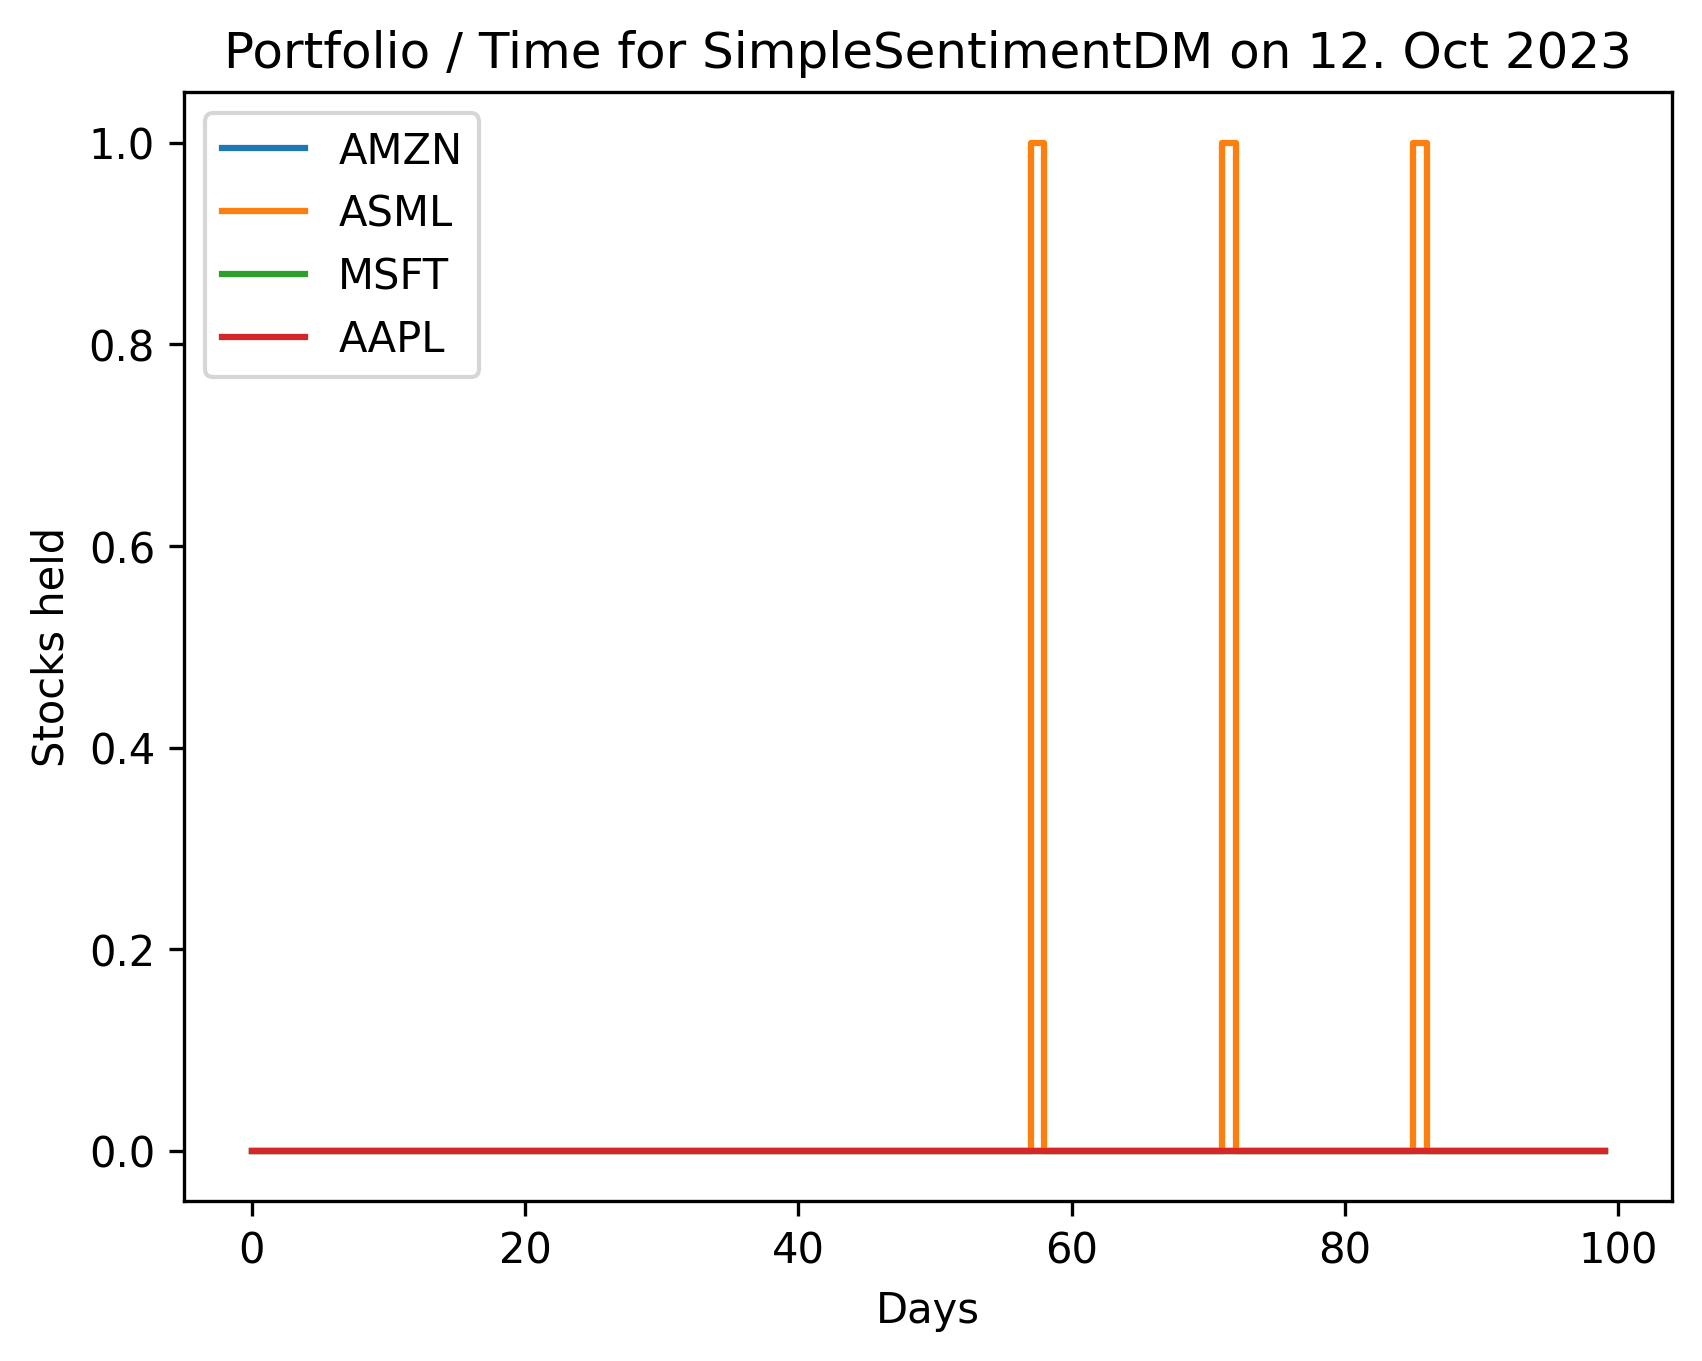 Portfolio / Time for SimpleSentimentDM on 12. Oct 2023
AMZN
ASML
MSFT
AAPL
1.0
0.8
0.6
0.4
0.2
0.0
Stocks held
0 20 40 60 80 100
Days